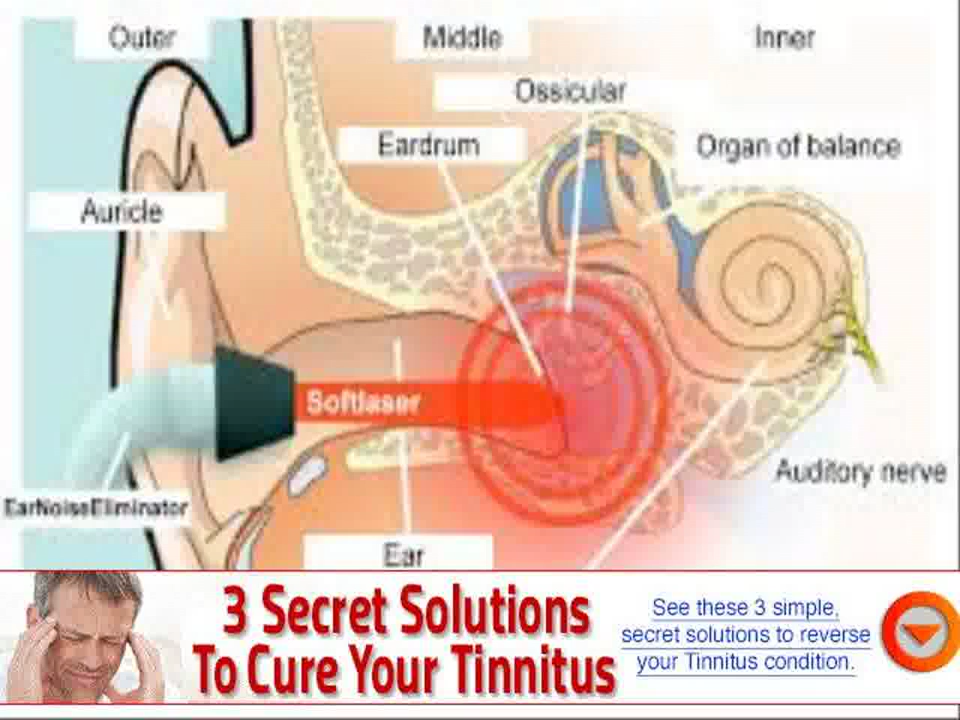 Outer
Middle
Inner
Ossicular
Eardrum
Organ of balance
Auricle
Softlaser
Auditory nerve
EarNoiseEliminator
Ear
3 Secret Solutions
To Cure Your Tinnitus
See these 3 simple,
secret solutions to reverse
your Tinnitus condition.